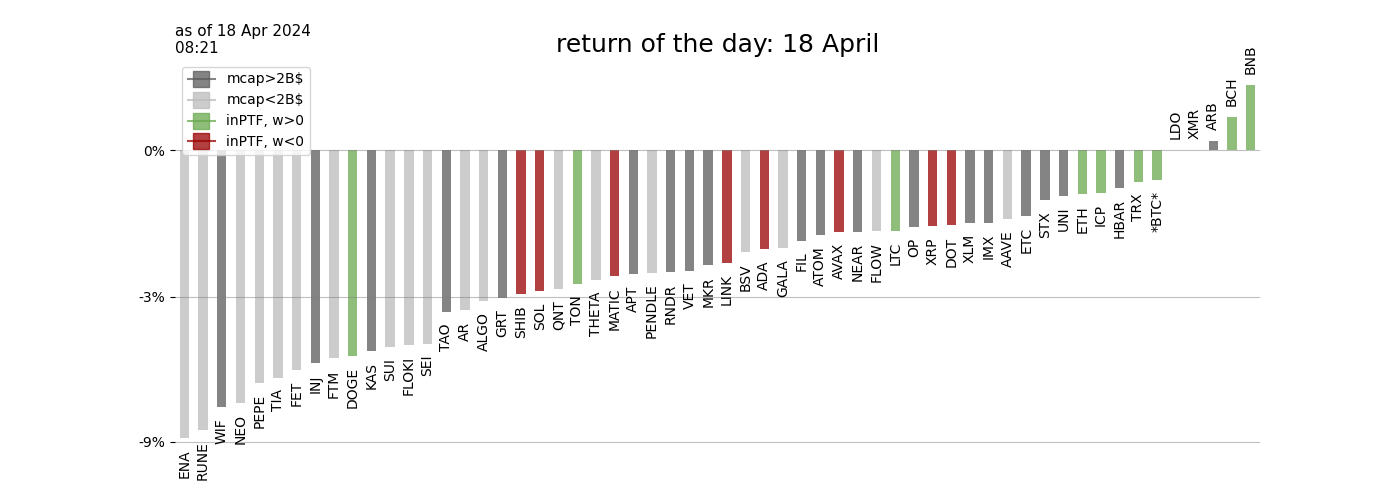 as of 18 Apr 2024
08:21
return of the day: 18 April
mcap>2B$
mcap<2B$
inPTF, w>0
inPTF, w<0
0%
-3%
-9%
ENA
RUNE
WIF
NEO
PEPE
TIA
FET
INJ
FTM
DOGE
KAS
SUI
FLOKI
SEI
TAO
AR
ALGO
GRT
SHIB
SOL
QNT
TON
THETA
MATIC
APT
PENDLE
RNDR
VET
MKR
LINK
BSV
ADA
GALA
FIL
ATOM
AVAX
NEAR
FLOW
LTC
OP
XRP
DOT
XLM
IMX
AAVE
ETC
STX
UNI
ETH
ICP
HBAR
TRX
*BTC*
LDO
XMR
ARB
BCH
BNB